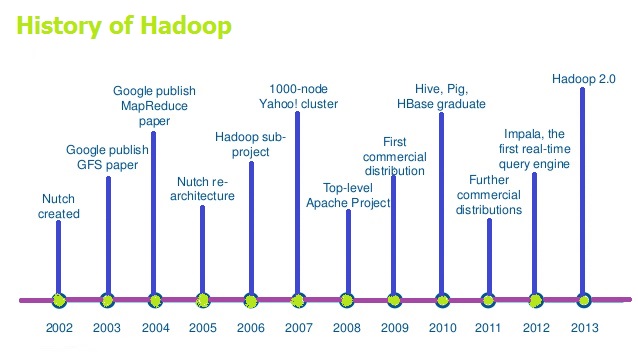 History of Hadoop
Nutch
created
Google publish
GFS paper
Google publish
MapReduce
paper
Nutch re-
architecture
Hadoop sub-
project
1000-node
Yahoo! cluster
Top-level
Apache Project
First
commercial
distribution
Hive, Pig,
HBase graduate
Further
commercial
distributions
Impala, the
first real-time
query engine
Hadoop 2.0
2002 2003 2004 2005 2006 2007 2008 2009 2010 2011 2012 2013